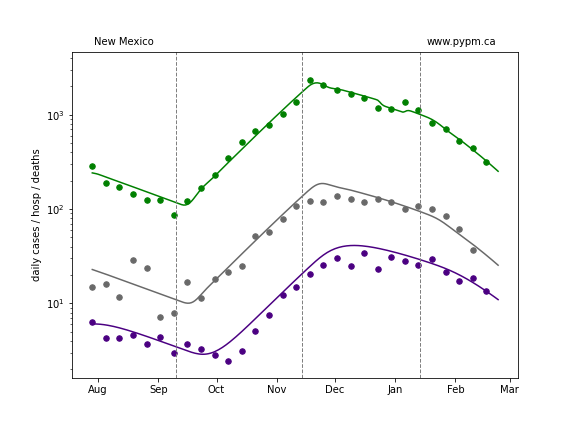 New Mexico
www.pypm.ca
daily cases / hosp / deaths
10³
10²
10¹
Aug Sep Oct Nov Dec Jan Feb Mar